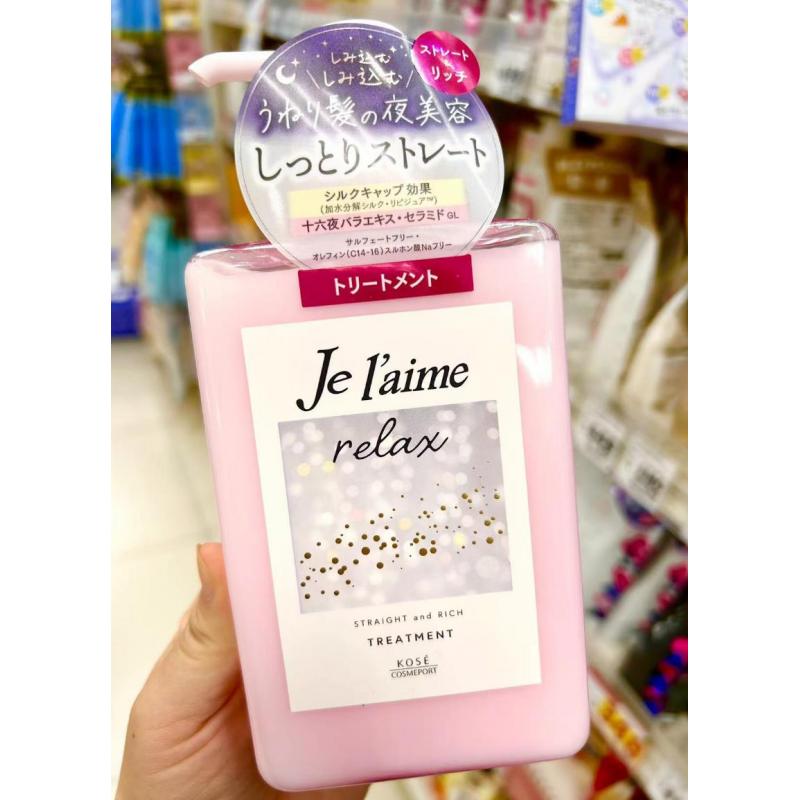 しみ込む
しみ込む
うねり髪の夜美容
しっとりストレート
ストレート
リッチ
シルクキャップ効果
(加水分解シルク・リピジュア™)
十六夜バラエキス・セラミドGL
サルフェートフリー・
オレフィン(C14-16)スルホン酸Naフリー
トリートメント
Je l'aime
relax
STRAIGHT and RICH
TREATMENT
KOSÉ
COSMEPORT